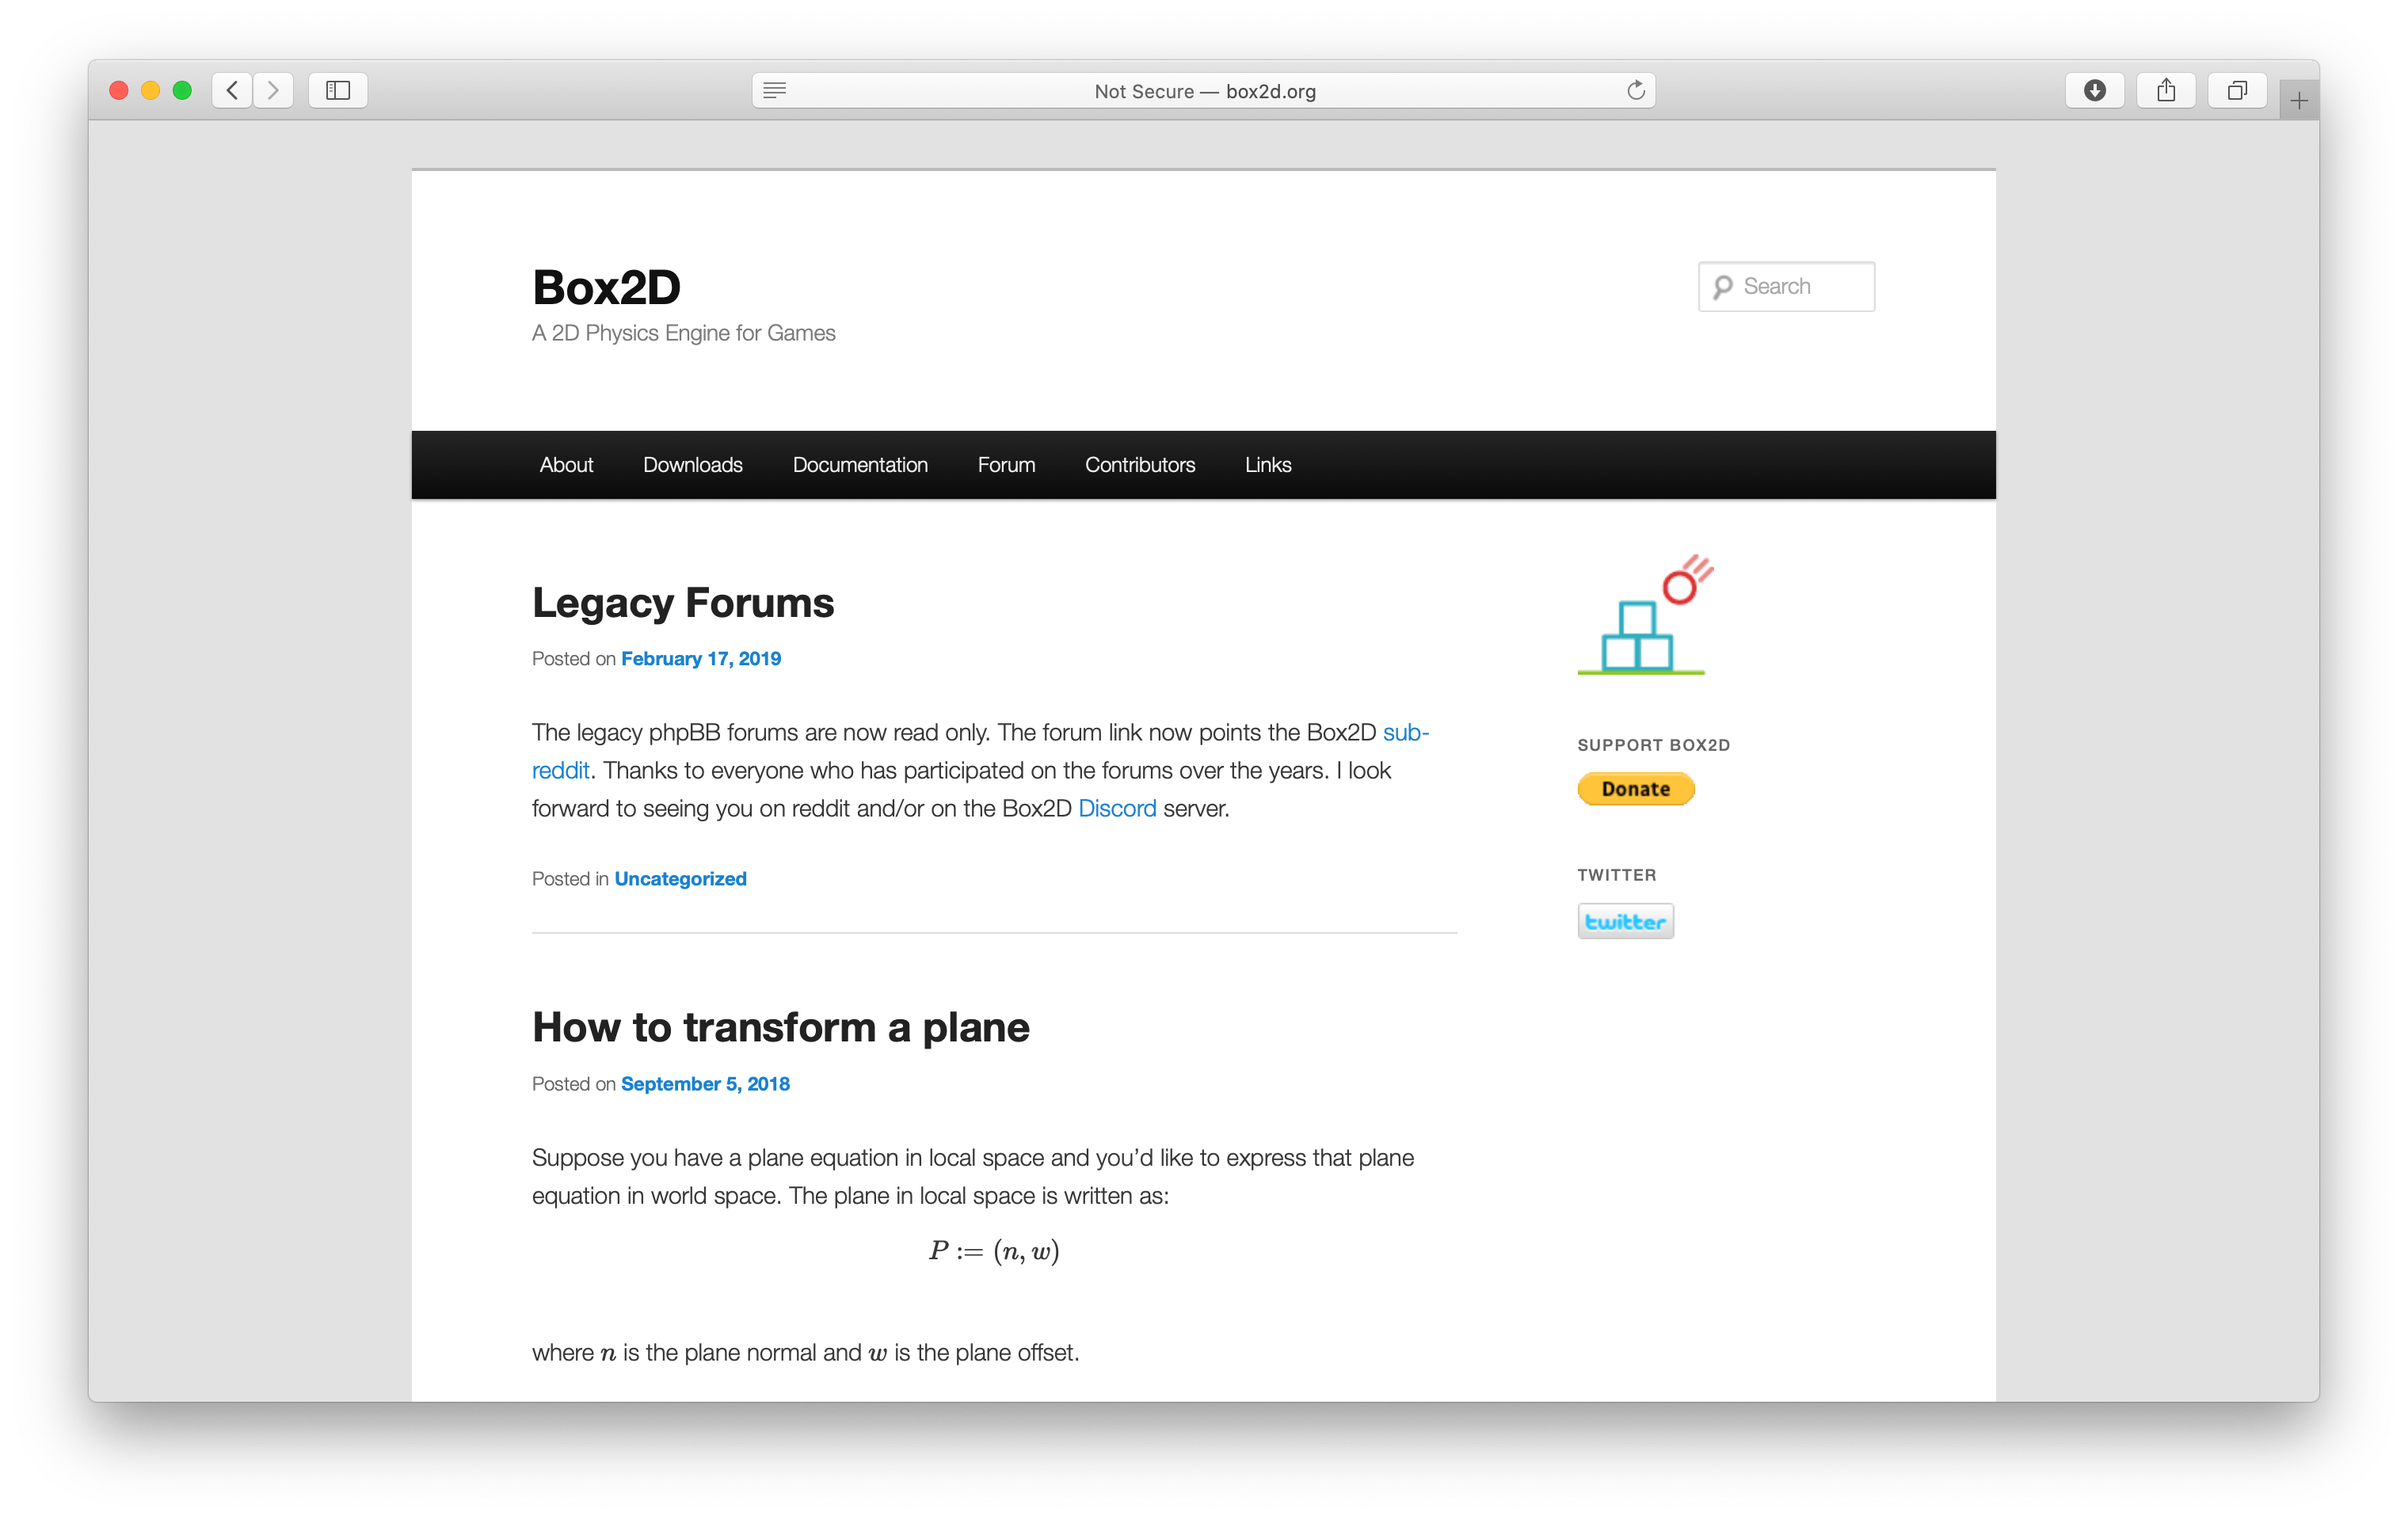 Not Secure — box2d.org
Box2D
Search
A 2D Physics Engine for Games
About Downloads Documentation Forum Contributors Links
Legacy Forums
Posted on February 17, 2019
The legacy phpBB forums are now read only. The forum link now points the Box2D sub-
reddit. Thanks to everyone who has participated on the forums over the years. I look
forward to seeing you on reddit and/or on the Box2D Discord server.
Posted in Uncategorized
How to transform a plane
Posted on September 5, 2018
Suppose you have a plane equation in local space and you’d like to express that plane
equation in world space. The plane in local space is written as:
P := (n, w)
where n is the plane normal and w is the plane offset.
SUPPORT BOX2D
Donate
TWITTER
twitter